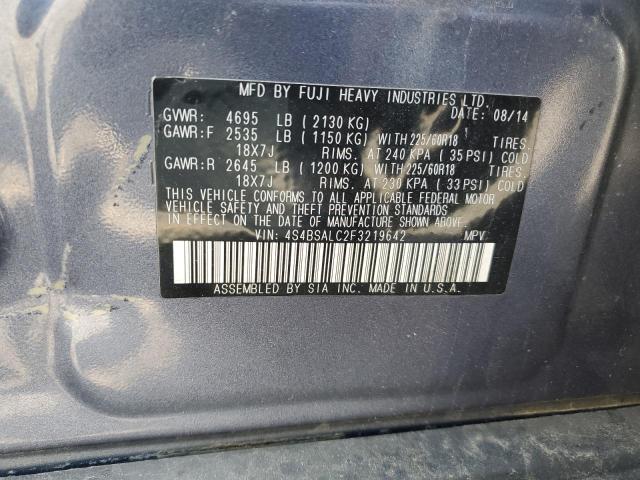 MFD BY FUJI HEAVY INDUSTRIES LTD.
GVWR: 4695 LB ( 2130 KG) DATE: 08/14
GAWR:F 2535 LB ( 1150 KG) WITH 225/60R18 TIRES.
18X7J RIMS. AT 240 KPA ( 35 PSI) COLD
GAWR:R 2645 LB ( 1200 KG) WITH 225/60R18 TIRES.
18X7J RIMS. AT 230 KPA ( 33 PSI) COLD
THIS VEHICLE CONFORMS TO ALL APPLICABLE FEDERAL MOTOR
VEHICLE SAFETY AND THEFT PREVENTION STANDARDS
IN EFFECT ON THE DATE OF MANUFACTURE SHOWN ABOVE.
VIN: 4S4BSALC2F3219642 MPV
ASSEMBLED BY SIA INC. MADE IN U.S.A.